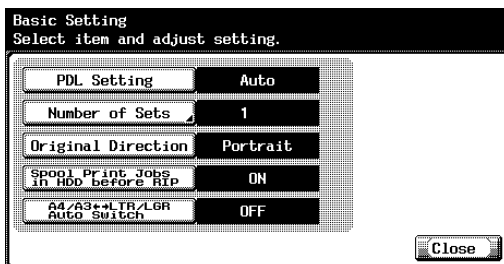 Basic Setting
Select item and adjust setting.
PDL Setting Auto
Number of Sets 1
Original Direction Portrait
Spool Print Jobs
in HDD before RIP ON
A4/A3↔LTR/LGR
Auto Switch OFF
Close